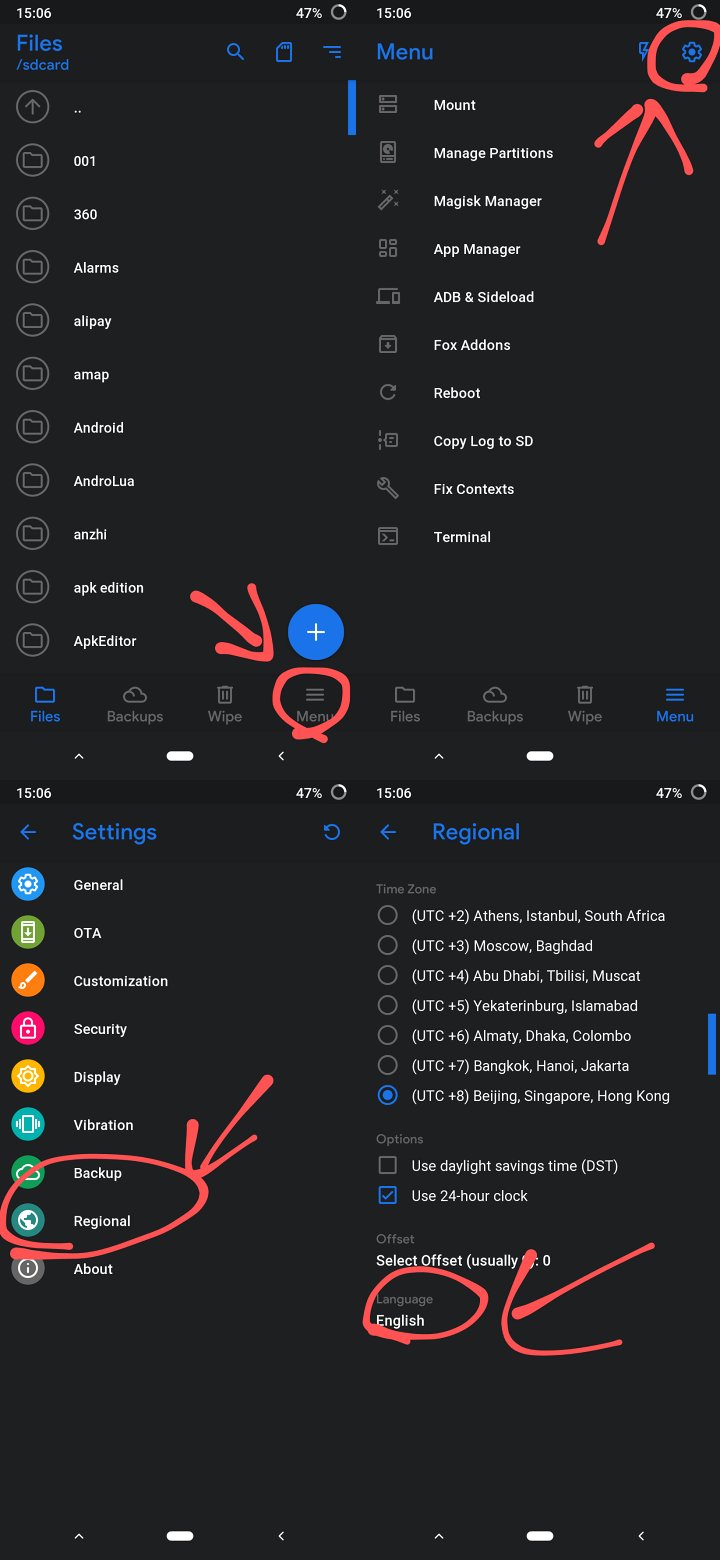 15:06
47%
Files
/sdcard
..
001
360
Alarms
alipay
amap
Android
AndroLua
anzhi
apk edition
ApkEditor
Files
Backups
Wipe
Menu
15:06
47%
Menu
Mount
Manage Partitions
Magisk Manager
App Manager
ADB & Sideload
Fox Addons
Reboot
Copy Log to SD
Fix Contexts
Terminal
Files
Backups
Wipe
Menu
15:06
47%
Settings
General
OTA
Customization
Security
Display
Vibration
Backup
Regional
About
15:06
47%
Regional
Time Zone
(UTC +2) Athens, Istanbul, South Africa
(UTC +3) Moscow, Baghdad
(UTC +4) Abu Dhabi, Tbilisi, Muscat
(UTC +5) Yekaterinburg, Islamabad
(UTC +6) Almaty, Dhaka, Colombo
(UTC +7) Bangkok, Hanoi, Jakarta
(UTC +8) Beijing, Singapore, Hong Kong
Options
Use daylight savings time (DST)
Use 24-hour clock
Offset
Select Offset (usually : 0
Language
English